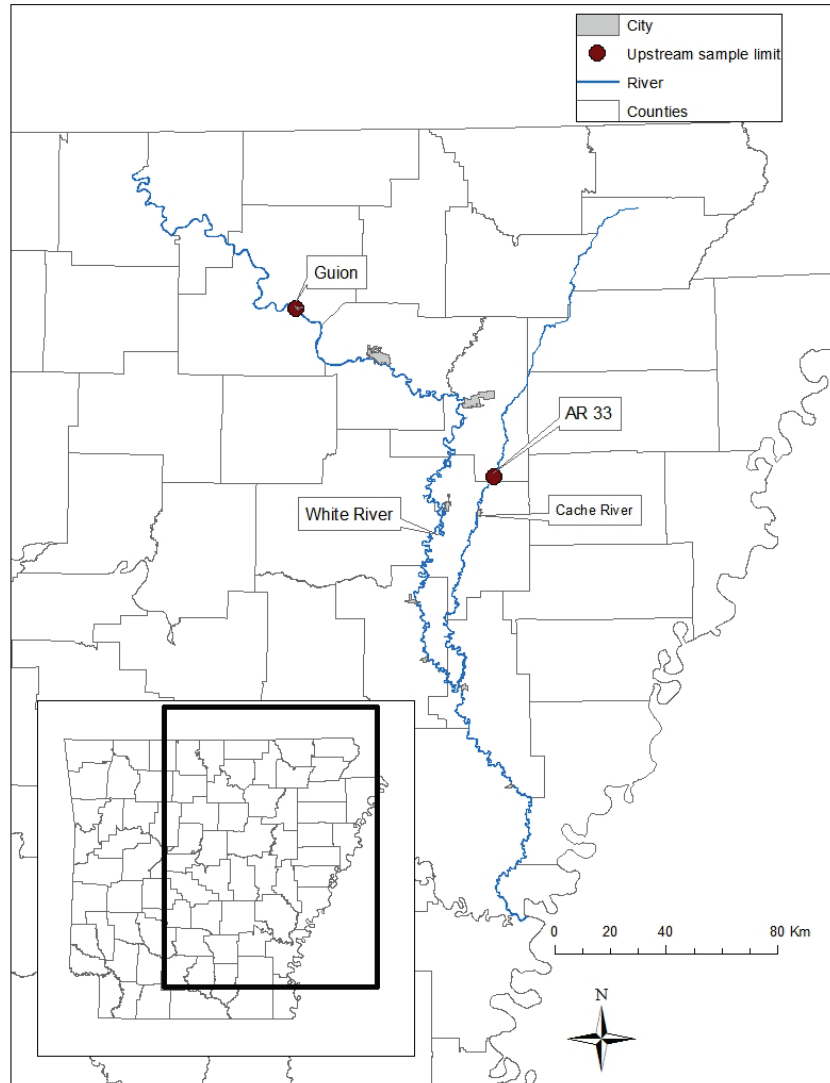 City
Upstream sample limit
River
Counties
Guion
AR 33
White River
Cache River
0 20 40 80 Km
N